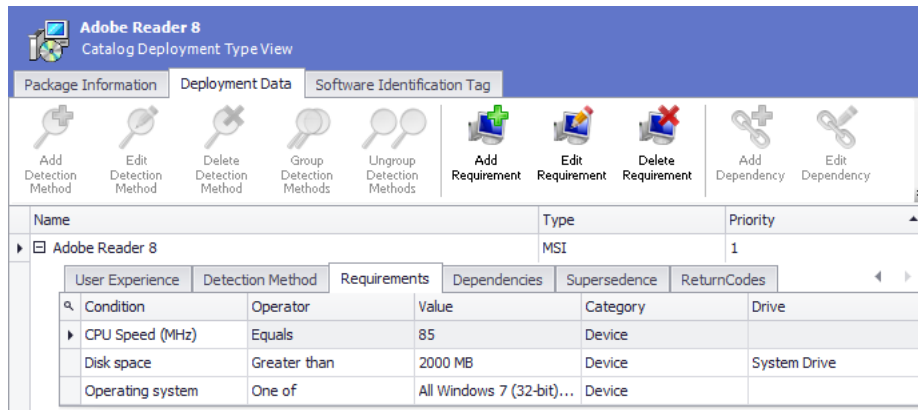 Adobe Reader 8
Catalog Deployment Type View
Package Information Deployment Data Software Identification Tag
Add Edit Delete Group Ungroup Add Edit Delete Add Edit
Detection Detection Detection Detection Detection Requirement Requirement Requirement Dependency Dependency
Method Method Method Methods Methods
Name Type Priority
Adobe Reader 8 MSI 1
User Experience Detection Method Requirements Dependencies Supersedence ReturnCodes
Condition Operator Value Category Drive
CPU Speed (MHz) Equals 85 Device
Disk space Greater than 2000 MB Device System Drive
Operating system One of All Windows 7 (32-bit)... Device